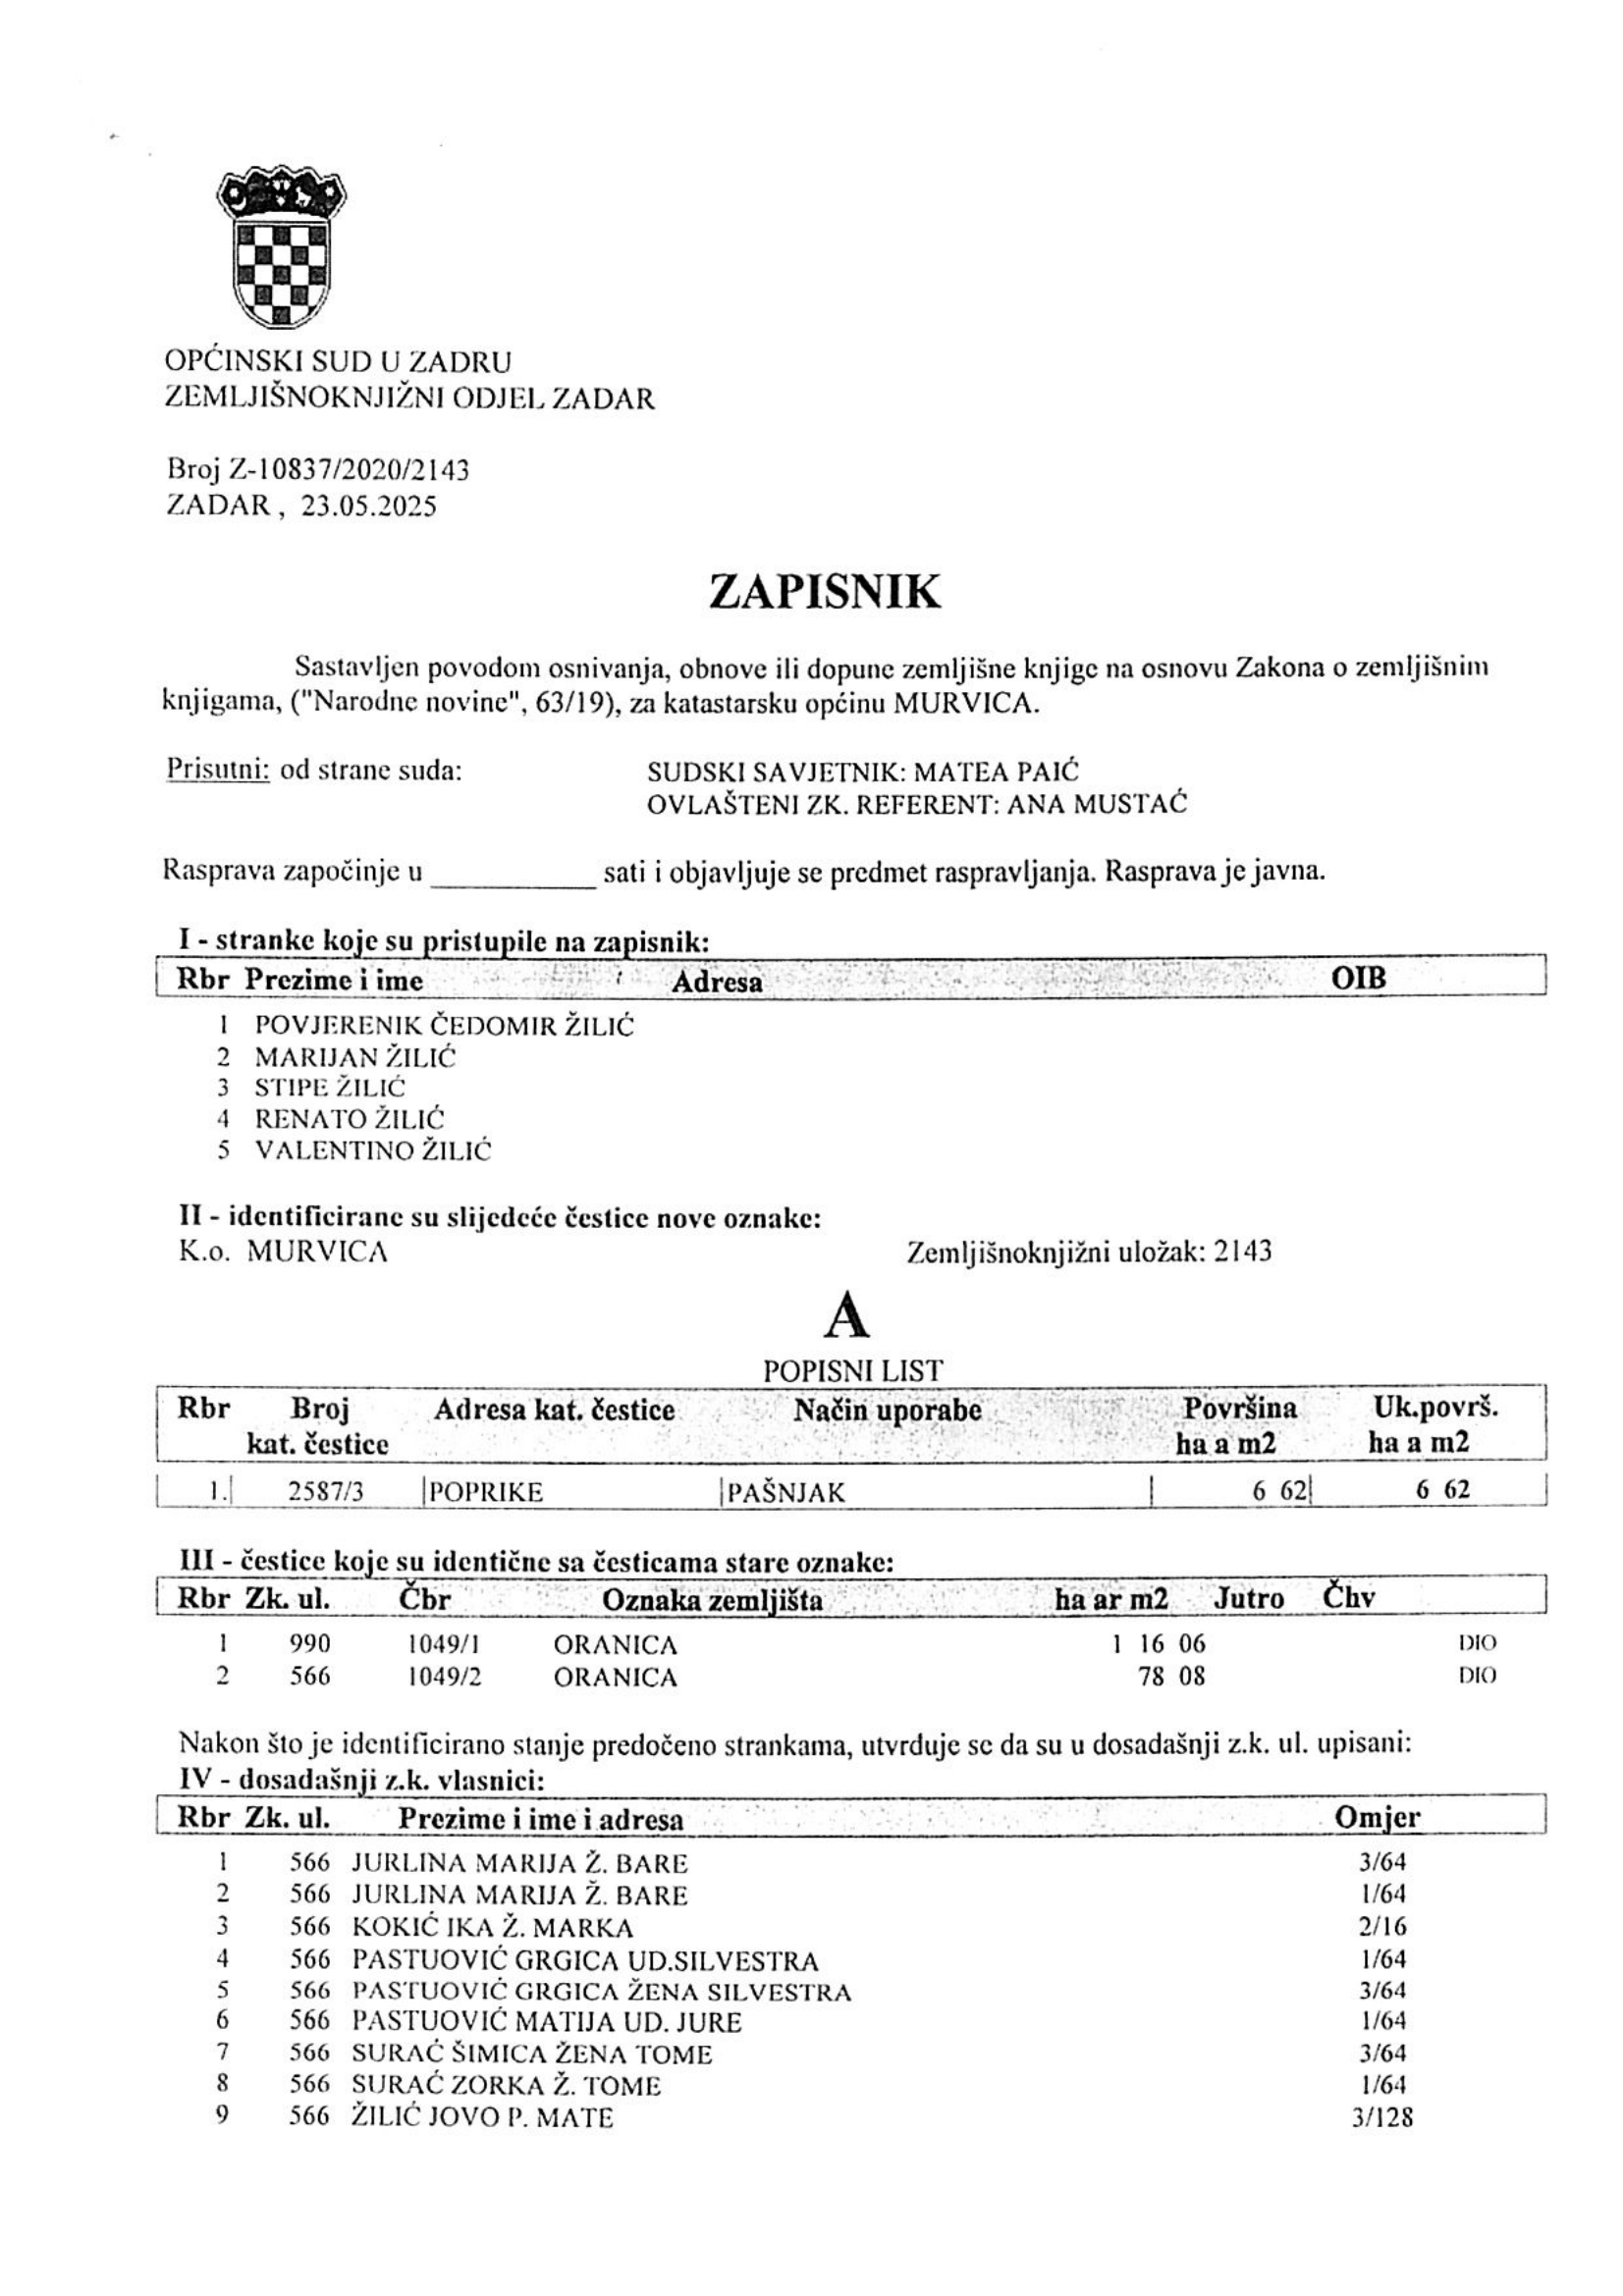 OPĆINSKI SUD U ZADRU
ZEMLJIŠNOKNJIŽNI ODJEL ZADAR
Broj Z-10837/2020/2143
ZADAR , 23.05.2025
ZAPISNIK
Sastavljen povodom osnivanja, obnove ili dopune zemljišne knjige na osnovu Zakona o zemljišnim
knjigama, ("Narodne novine", 63/19), za katastarsku općinu MURVICA.
Prisutni: od strane suda: SUDSKI SAVJETNIK: MATEA PAIĆ
OVLAŠTENI ZK. REFERENT: ANA MUSTAĆ
Rasprava započinje u ____________ sati i objavljuje se predmet raspravljanja. Rasprava je javna.
I - stranke koje su pristupile na zapisnik:
Rbr Prezime i ime Adresa OIB
1 POVJERENIK ČEDOMIR ŽILIĆ
2 MARIJAN ŽILIĆ
3 STIPE ŽILIĆ
4 RENATO ŽILIĆ
5 VALENTINO ŽILIĆ
II - identificirane su slijedeće čestice nove oznake:
K.o. MURVICA Zemljišnoknjižni uložak: 2143
A
POPISNI LIST
Rbr Broj Adresa kat. čestice Način uporabe Površina Uk.površ.
kat. čestice ha a m2 ha a m2
1. 2587/3 POPRIKE PAŠNJAK 6 62 6 62
III - čestice koje su identične sa česticama stare oznake:
Rbr Zk. ul. Čbr Oznaka zemljišta ha ar m2 Jutro Čhv
1 990 1049/1 ORANICA 1 16 06 DIO
2 566 1049/2 ORANICA 78 08 DIO
Nakon što je identificirano stanje predočeno strankama, utvrduje se da su u dosadašnji z.k. ul. upisani:
IV - dosadašnji z.k. vlasnici:
Rbr Zk. ul. Prezime i ime i adresa Omjer
1 566 JURLINA MARIJA Ž. BARE 3/64
2 566 JURLINA MARIJA Ž. BARE 1/64
3 566 KOKIĆ IKA Ž. MARKA 2/16
4 566 PASTUOVIĆ GRGICA UD.SILVESTRA 1/64
5 566 PASTUOVIĆ GRGICA ŽENA SILVESTRA 3/64
6 566 PASTUOVIĆ MATIJA UD. JURE 1/64
7 566 SURAĆ ŠIMICA ŽENA TOME 3/64
8 566 SURAĆ ZORKA Ž. TOME 1/64
9 566 ŽILIĆ JOVO P. MATE 3/128